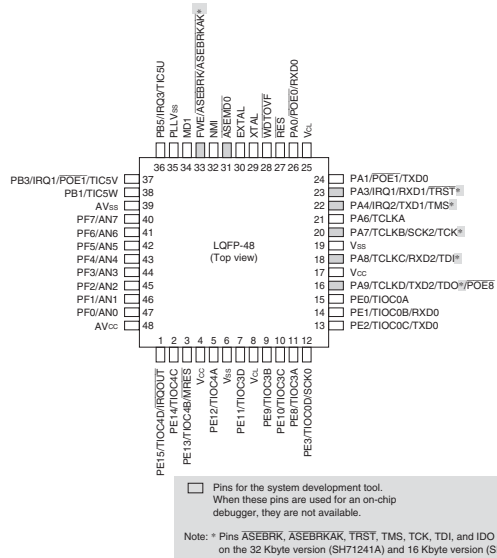 PB5/IRQ3/TIC5U
PLLVss
MD1
FWE/ASEBRK/ASEBRKAK*
NMI
ASEMD0
EXTAL
XTAL
WDTOVF
RES
PA0/POE0/RXD0
VCL
36 35 34 33 32 31 30 29 28 27 26 25
PB3/IRQ1/POE1/TIC5V 37
PB1/TIC5W 38
AVss 39
PF7/AN7 40
PF6/AN6 41
PF5/AN5 42
PF4/AN4 43
PF3/AN3 44
PF2/AN2 45
PF1/AN1 46
PF0/AN0 47
AVcc 48
LQFP-48
(Top view)
24 PA1/POE1/TXD0
23 PA3/IRQ1/RXD1/TRST*
22 PA4/IRQ2/TXD1/TMS*
21 PA6/TCLKA
20 PA7/TCLKB/SCK2/TCK*
19 Vss
18 PA8/TCLKC/RXD2/TDI*
17 Vcc
16 PA9/TCLKD/TXD2/TDO*/POE8
15 PE0/TIOC0A
14 PE1/TIOC0B/RXD0
13 PE2/TIOC0C/TXD0
1 2 3 4 5 6 7 8 9 10 11 12
PE15/TIOC4D/IRQOUT
PE14/TIOC4C
PE13/TIOC4B/MRES
Vcc
PE12/TIOC4A
Vss
PE11/TIOC3D
VCL
PE9/TIOC3B
PE10/TIOC3C
PE8/TIOC3A
PE3/TIOC0D/SCK0
Pins for the system development tool.
When these pins are used for an on-chip
debugger, they are not available.
Note: * Pins ASEBRK, ASEBRKAK, TRST, TMS, TCK, TDI, and IDO
on the 32 Kbyte version (SH71241A) and 16 Kbyte version (S